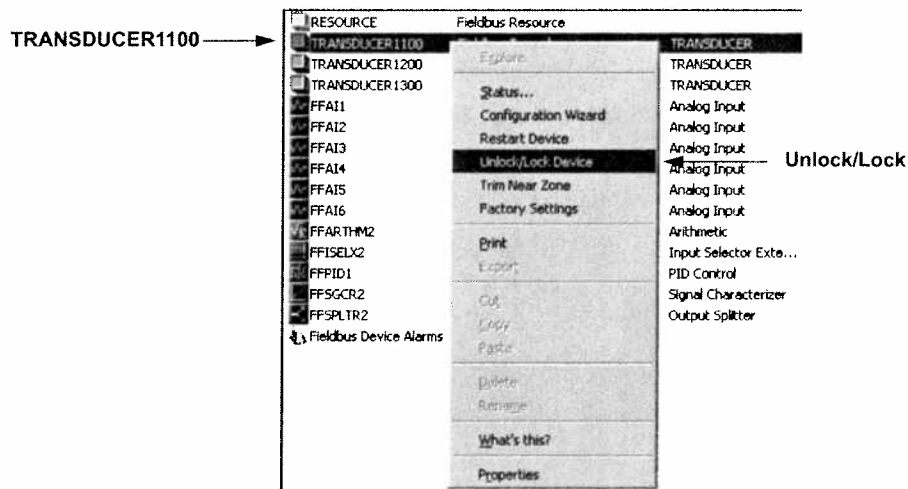 RESOURCE Fieldbus Resource
TRANSDUCER1100 TRANSDUCER1100 TRANSDUCER
TRANSDUCER1200 Explore TRANSDUCER
TRANSDUCER1300 TRANSDUCER
Status...
FFAI1 Configuration Wizard Analog Input
FFAI2 Restart Device Analog Input
FFAI3 Unlock/Lock Device Analog Input Unlock/Lock
FFAI4 Analog Input
FFAI5 Trim Near Zone Analog Input
FFAI6 Factory Settings Analog Input
FFARTHM2 Arithmetic
FFISELX2 Print Input Selector Exte...
FFPID1 Export PID Control
FFSGCR2 Cut Signal Characterizer
FFSPLTR2 Copy Output Splitter
Fieldbus Device Alarms Paste
Delete
Rename
What's this?
Properties